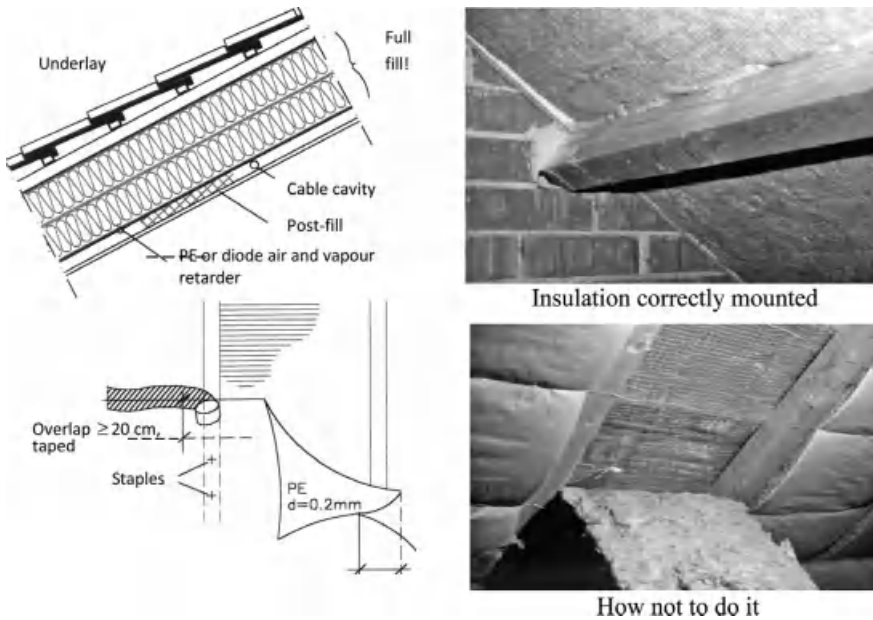 Underlay
Full
fill!
Cable cavity
Post-fill
PE or diode air and vapour
retarder
Insulation correctly mounted
Overlap ≥ 20 cm,
taped
Staples
PE
d=0.2mm
How not to do it